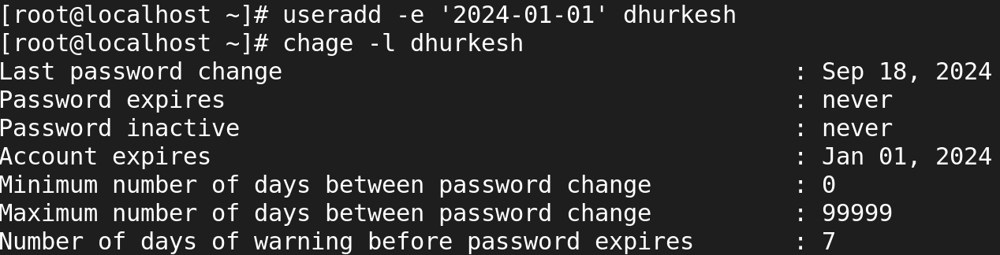 [root@localhost ~]# useradd -e '2024-01-01' dhurkesh
[root@localhost ~]# chage -l dhurkesh
Last password change                                    : Sep 18, 2024
Password expires                                        : never
Password inactive                                       : never
Account expires                                         : Jan 01, 2024
Minimum number of days between password change          : 0
Maximum number of days between password change          : 99999
Number of days of warning before password expires       : 7